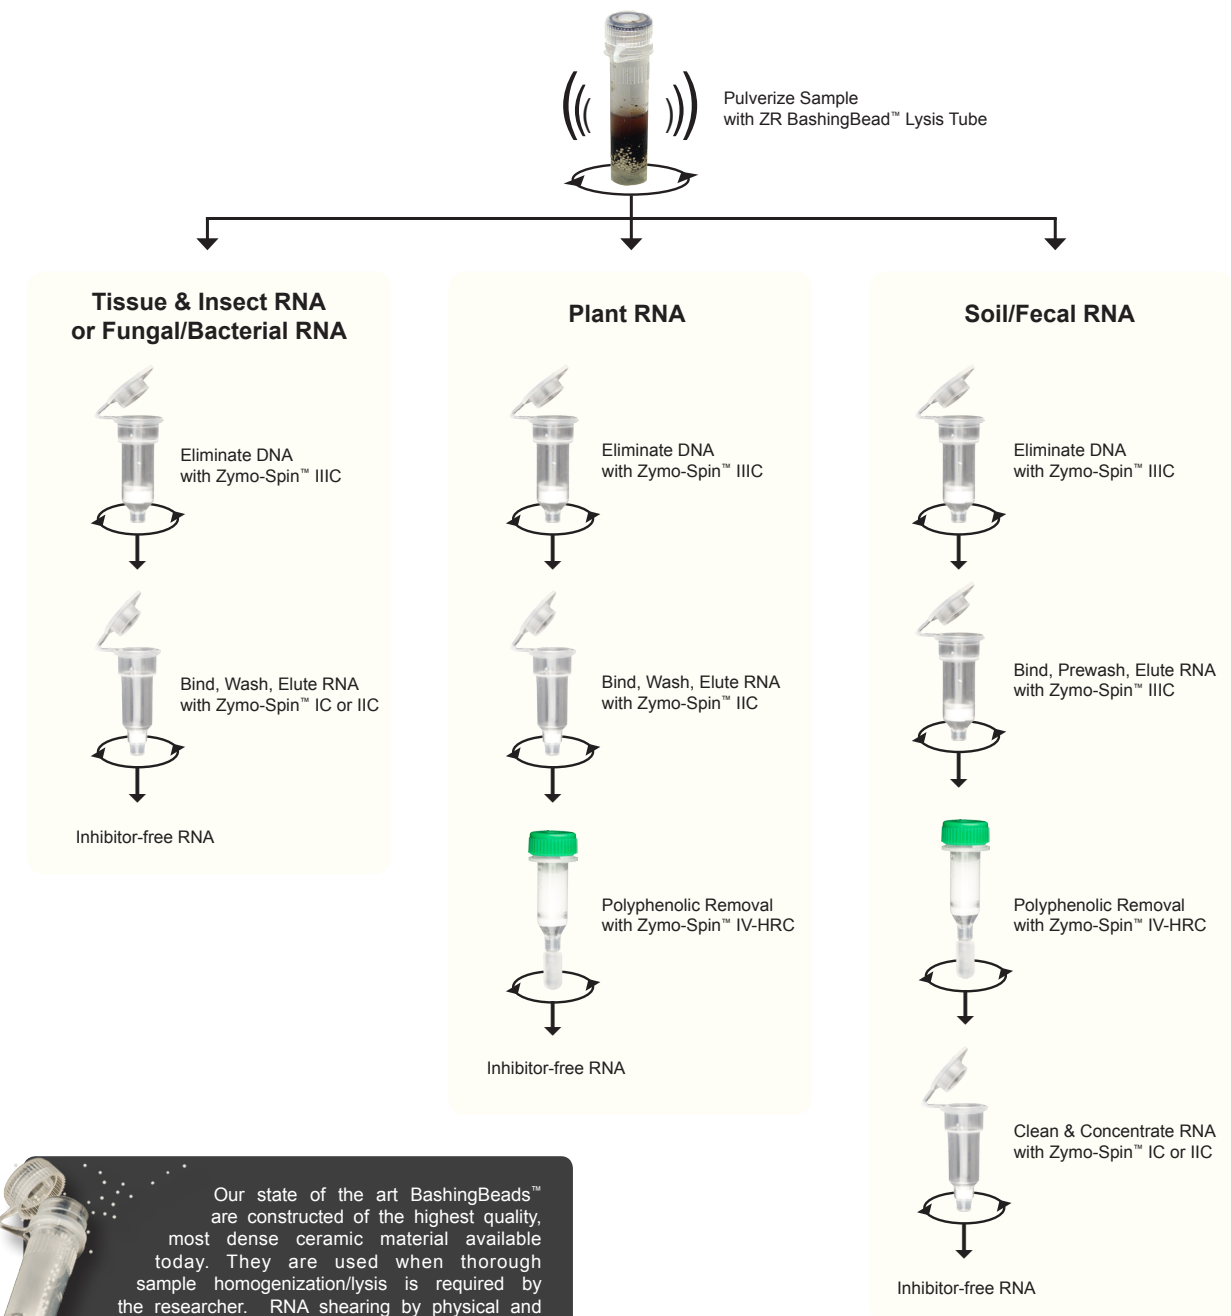 Pulverize Sample
with ZR BashingBead™ Lysis Tube
Tissue & Insect RNA
or Fungal/Bacterial RNA
Eliminate DNA
with Zymo-Spin™ IIIC
Bind, Wash, Elute RNA
with Zymo-Spin™ IC or IIC
Inhibitor-free RNA
Plant RNA
Eliminate DNA
with Zymo-Spin™ IIIC
Bind, Wash, Elute RNA
with Zymo-Spin™ IIC
Polyphenolic Removal
with Zymo-Spin™ IV-HRC
Inhibitor-free RNA
Soil/Fecal RNA
Eliminate DNA
with Zymo-Spin™ IIIC
Bind, Prewash, Elute RNA
with Zymo-Spin™ IIIC
Polyphenolic Removal
with Zymo-Spin™ IV-HRC
Clean & Concentrate RNA
with Zymo-Spin™ IC or IIC
Inhibitor-free RNA
Our state of the art BashingBeads™
are constructed of the highest quality,
most dense ceramic material available
today. They are used when thorough
sample homogenization/lysis is required by
the researcher. RNA shearing by physical and